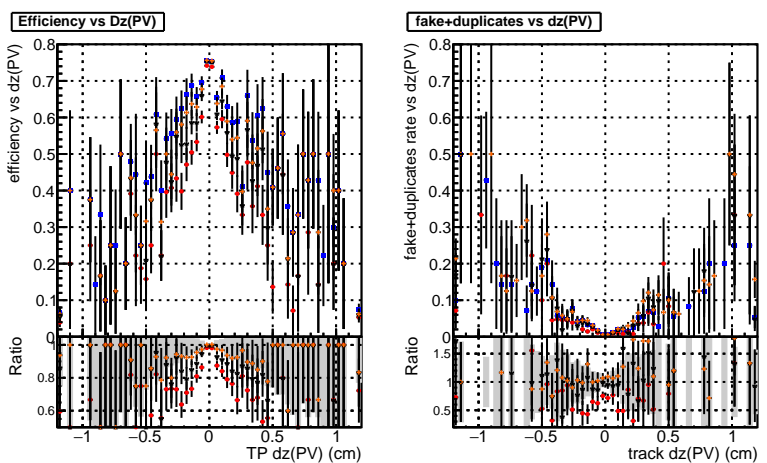 Efficiency vs Dz(PV)
efficiency vs dz(PV)
0.8
0.7
0.6
0.5
0.4
0.3
0.2
0.1
0
Ratio
1
0.8
0.6
−1 −0.5 0 0.5 1
TP dz(PV) (cm)
fake+duplicates vs dz(PV)
fake+duplicates rate vs dz(PV)
0.8
0.7
0.6
0.5
0.4
0.3
0.2
0.1
0
Ratio
1.5
1
0.5
−1 −0.5 0 0.5 1
track dz(PV) (cm)